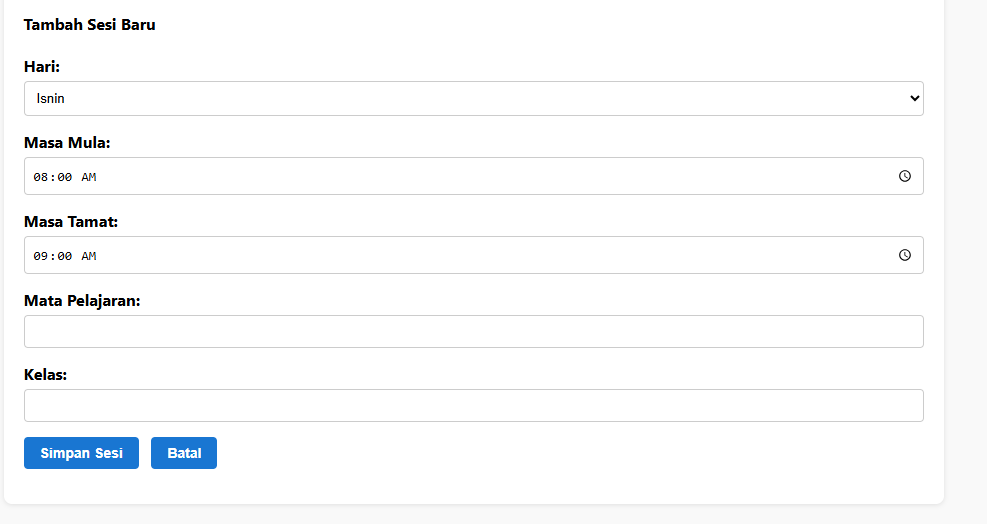 Tambah Sesi Baru
Hari:
Isnin
Masa Mula:
08:00 AM
Masa Tamat:
09:00 AM
Mata Pelajaran:
Kelas:
Simpan Sesi Batal